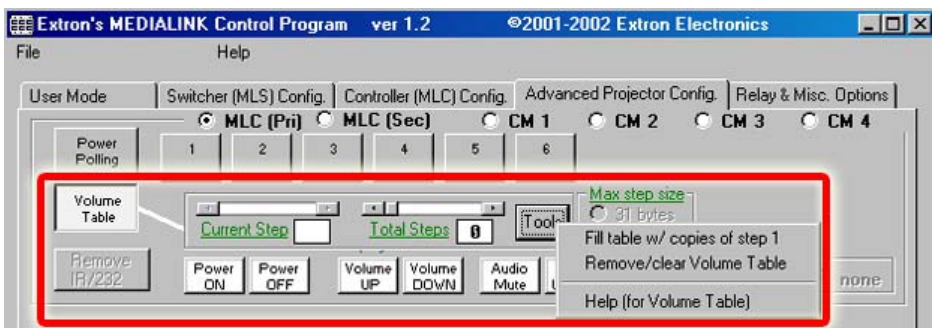 Extron's MEDIALINK Control Program ver 1.2 ©2001-2002 Extron Electronics
File Help
User Mode Switcher (MLS) Config. Controller (MLC) Config. Advanced Projector Config. Relay & Misc. Options
MLC (Pri) MLC (Sec) CM 1 CM 2 CM 3 CM 4
Power Polling
1 2 3 4 5 6
Volume Table
Current Step
Total Steps 0
Tools
Max step size
31 bytes
Fill table w/ copies of step 1
Remove/clear Volume Table
Help (for Volume Table)
Remove IR/232
Power ON
Power OFF
Volume UP
Volume DOWN
Audio Mute
none